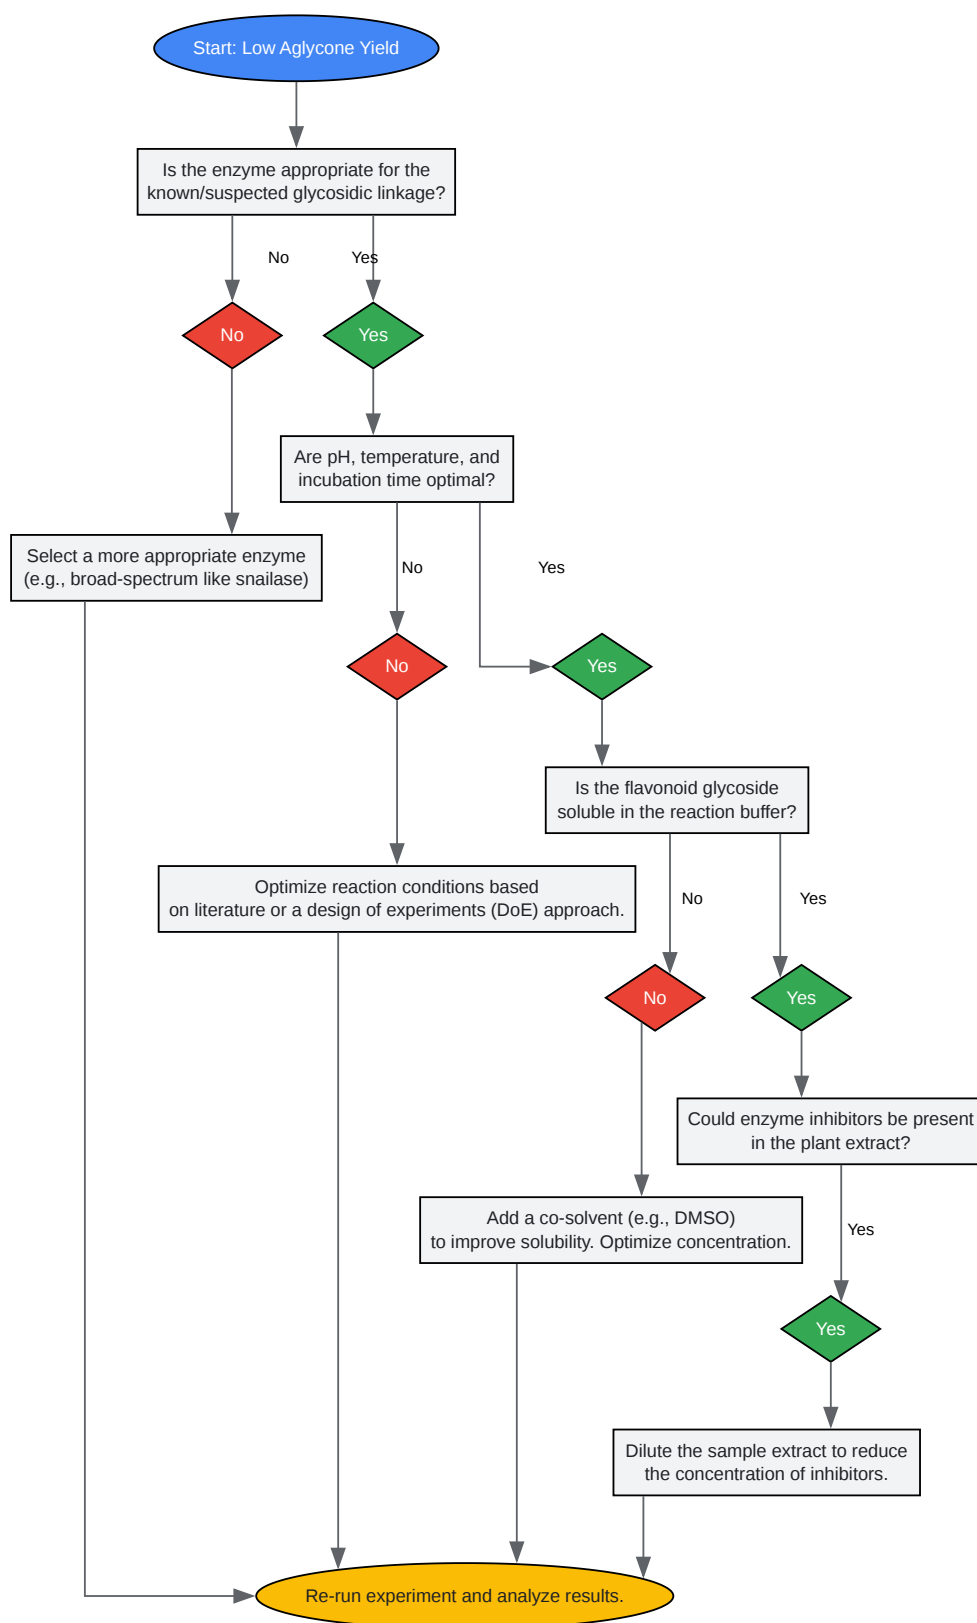 Start: Low Aglycone Yield
Is the enzyme appropriate for the
known/suspected glycosidic linkage?
No
Yes
No
Yes
Are pH, temperature, and
incubation time optimal?
Select a more appropriate enzyme
(e.g., broad-spectrum like snailase)
No
Yes
No
Yes
Is the flavonoid glycoside
soluble in the reaction buffer?
Optimize reaction conditions based
on literature or a design of experiments (DoE) approach.
No
Yes
No
Yes
Could enzyme inhibitors be present
in the plant extract?
Add a co-solvent (e.g., DMSO)
to improve solubility. Optimize concentration.
Yes
Yes
Dilute the sample extract to reduce
the concentration of inhibitors.
Re-run experiment and analyze results.